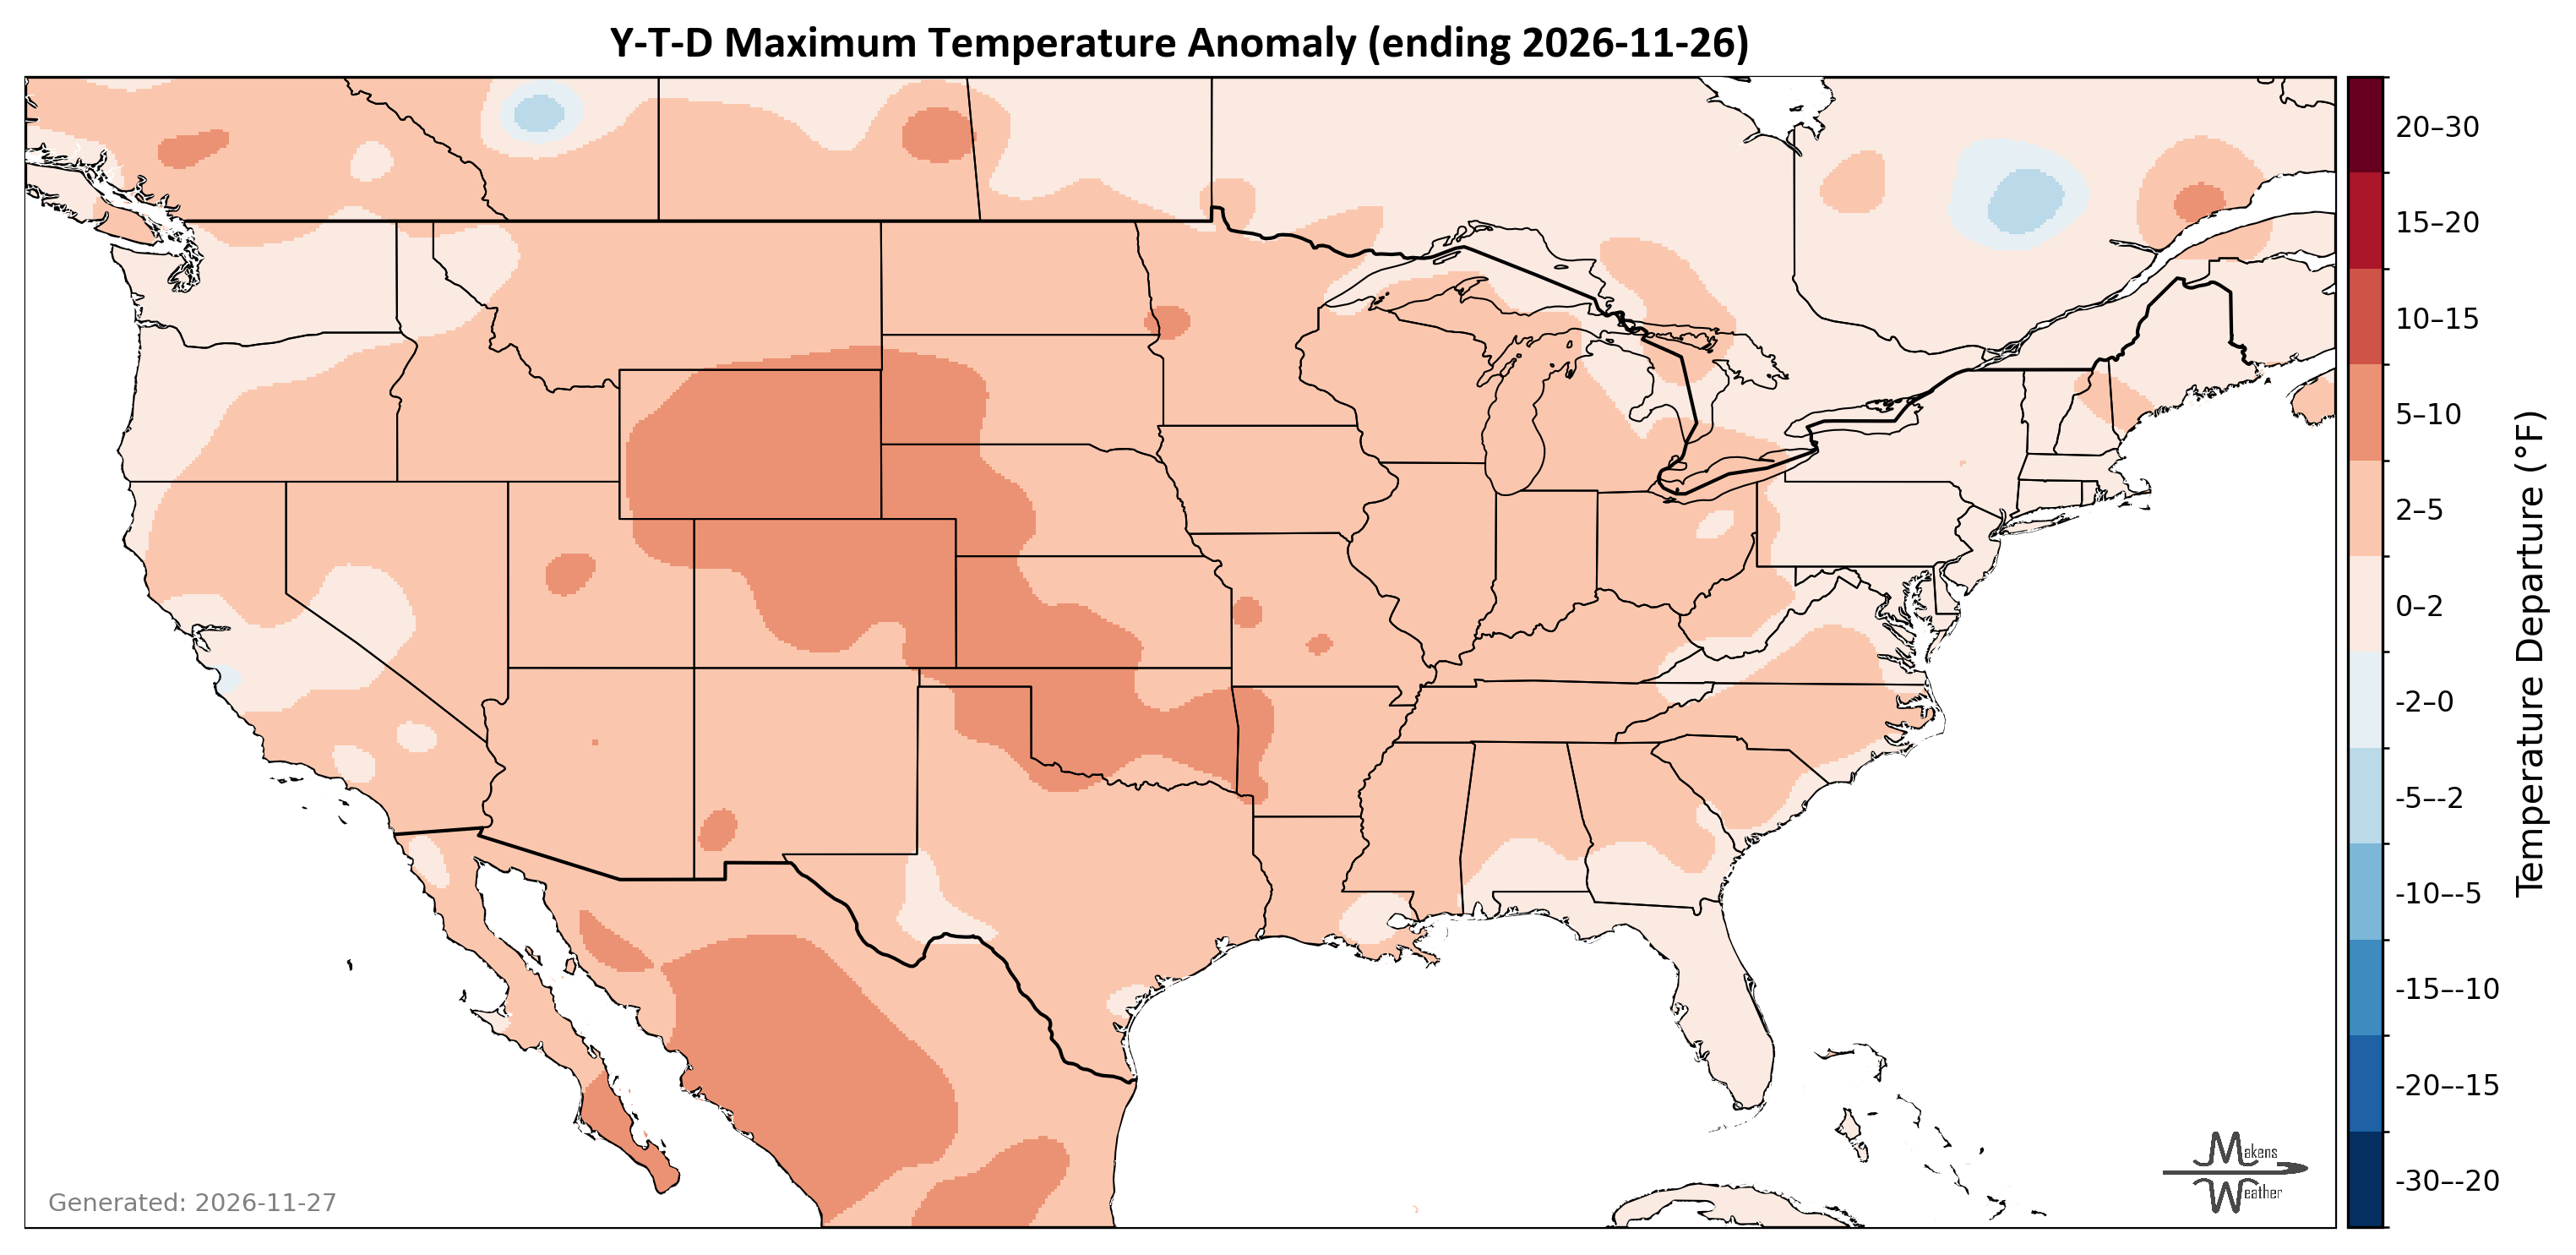 Y-T-D Maximum Temperature Anomaly (ending 2026-11-26)
20–30
15–20
10–15
5–10
2–5
0–2
-2–0
-5–-2
-10–-5
-15–-10
-20–-15
-30–-20
Temperature Departure (°F)
Generated: 2026-11-27
Makens
Weather